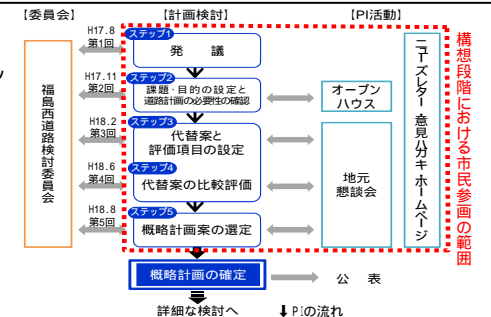 【委員会】
【計画検討】
【PI活動】
福島西道路検討委員会
H17.8
第1回
ステップ1
発　議
H17.11
第2回
ステップ2
課題・目的の設定と
道路計画の必要性の確認
オープン
ハウス
H18.2
第3回
ステップ3
代替案と
評価項目の設定
H18.6
第4回
ステップ4
代替案の比較評価
地元
懇談会
H18.8
第5回
ステップ5
概略計画案の選定
ニューズレター 意見ハガキ ホームページ
構想段階における市民参画の範囲
概略計画の確定
公　表
詳細な検討へ
PIの流れ